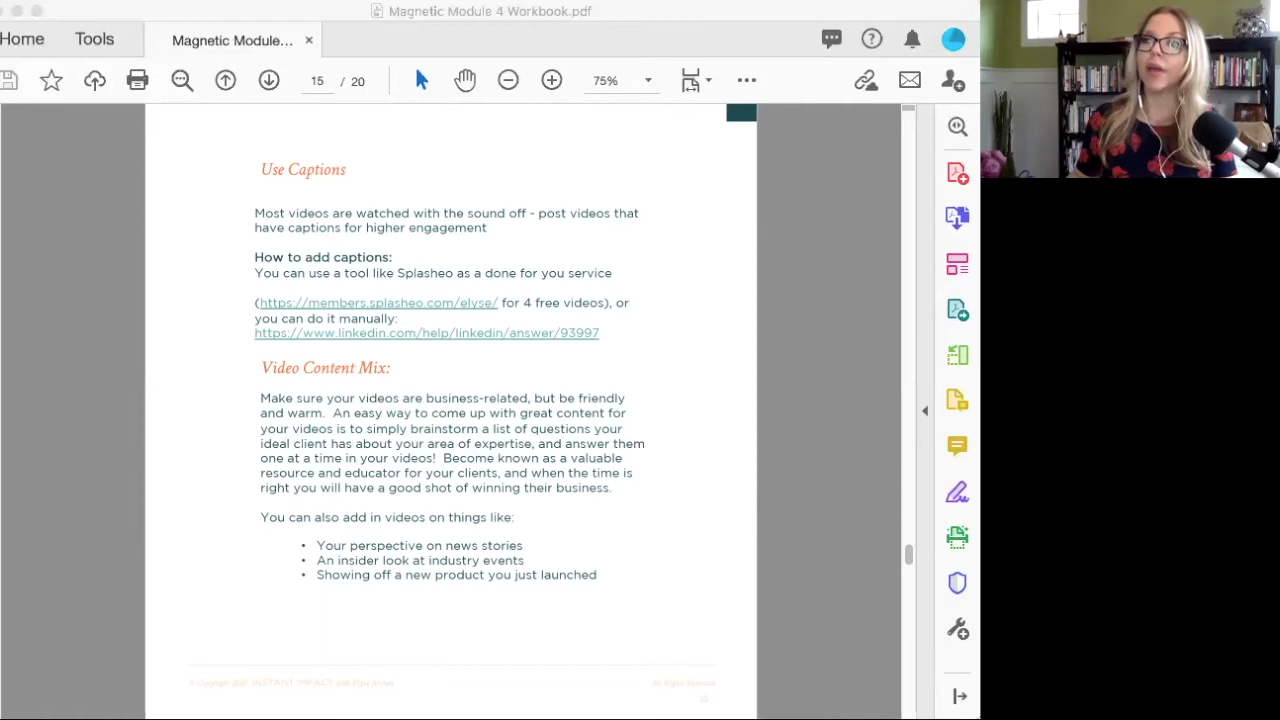 Magnetic Module 4 Workbook.pdf
Home
Tools
Magnetic Module... ×
15 / 20
75%
Use Captions
Most videos are watched with the sound off - post videos that
have captions for higher engagement
How to add captions:
You can use a tool like Splasheo as a done for you service
(https://members.splasheo.com/elyse/ for 4 free videos), or
you can do it manually:
https://www.linkedin.com/help/linkedin/answer/93997
Video Content Mix:
Make sure your videos are business-related, but be friendly
and warm. An easy way to come up with great content for
your videos is to simply brainstorm a list of questions your
ideal client has about your area of expertise, and answer them
one at a time in your videos! Become known as a valuable
resource and educator for your clients, and when the time is
right you will have a good shot of winning their business.
You can also add in videos on things like:
• Your perspective on news stories
• An insider look at industry events
• Showing off a new product you just launched
© Copyright INSTANT IMPACT with Elyse
All Rights Reserved
15